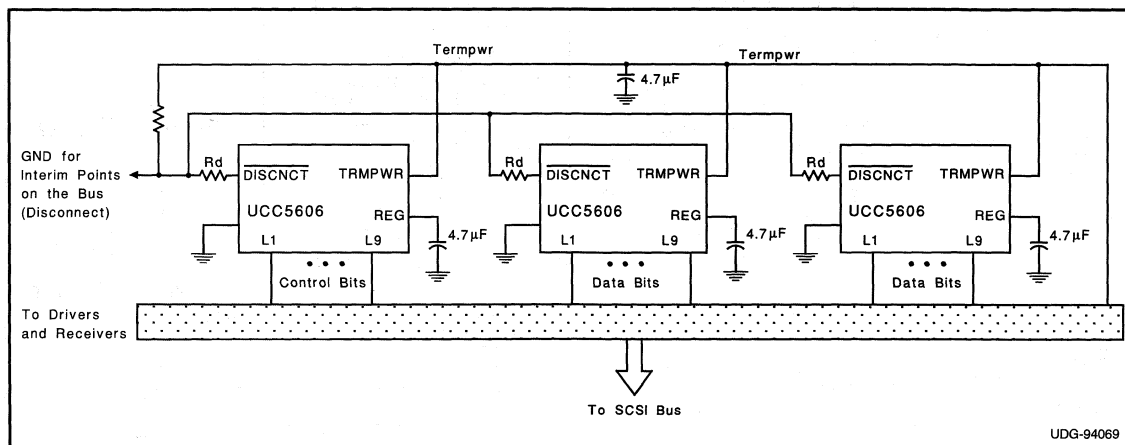 Termpwr
Termpwr
4.7µF
GND for
Interim Points
on the Bus
(Disconnect)
Rd
DISCNCT
TRMPWR
UCC5606
REG
L1
L9
4.7µF
Control Bits
Rd
DISCNCT
TRMPWR
UCC5606
REG
L1
L9
4.7µF
Data Bits
Rd
DISCNCT
TRMPWR
UCC5606
REG
L1
L9
4.7µF
Data Bits
To Drivers
and Receivers
To SCSI Bus
UDG-94069